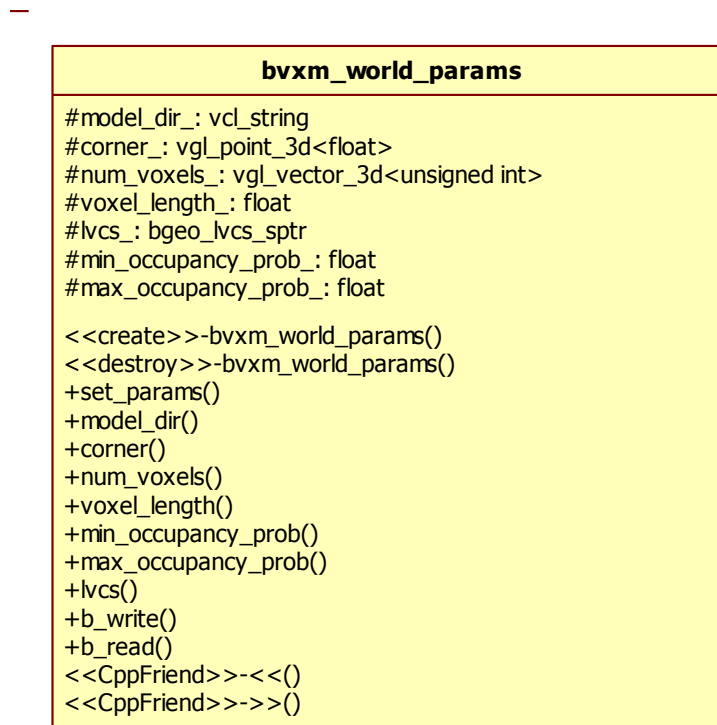 bvxm_world_params
#model_dir_: vcl_string
#corner_: vgl_point_3d<float>
#num_voxels_: vgl_vector_3d<unsigned int>
#voxel_length_: float
#lvcs_: bgeo_lvcs_sptr
#min_occupancy_prob_: float
#max_occupancy_prob_: float
<<create>>-bvxm_world_params()
<<destroy>>-bvxm_world_params()
+set_params()
+model_dir()
+corner()
+num_voxels()
+voxel_length()
+min_occupancy_prob()
+max_occupancy_prob()
+lvcs()
+b_write()
+b_read()
<<CppFriend>>-<<()
<<CppFriend>>->>()